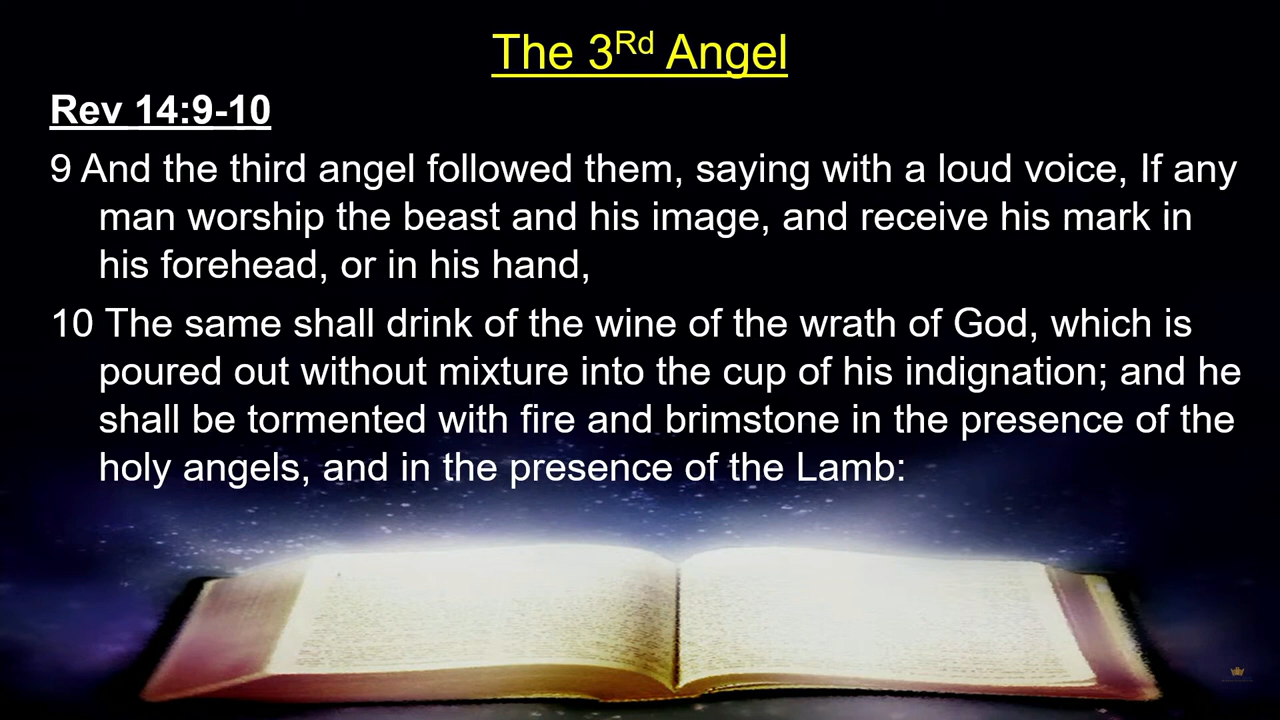 The 3Rd Angel
Rev 14:9-10
9 And the third angel followed them, saying with a loud voice, If any
man worship the beast and his image, and receive his mark in
his forehead, or in his hand,
10 The same shall drink of the wine of the wrath of God, which is
poured out without mixture into the cup of his indignation; and he
shall be tormented with fire and brimstone in the presence of the
holy angels, and in the presence of the Lamb: